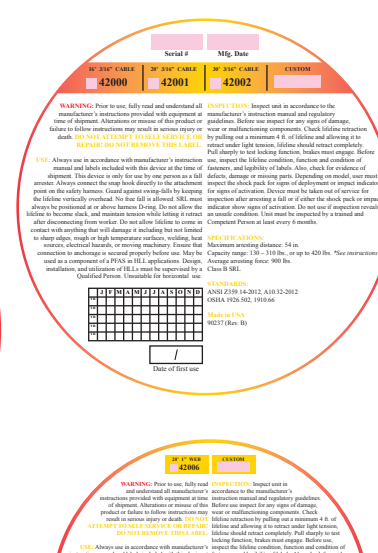 Serial #
Mfg. Date
16' 3/16" CABLE
42000
20' 3/16" CABLE
42001
20' 3/16" CABLE
42002
CUSTOM
WARNING: Prior to use, fully read and understand all
manufacturer's instructions provided with equipment at
time of shipment. Alterations or misuse of this product or
failure to follow instructions may result in serious injury or
death. DO NOT ATTEMPT TO SELF SERVICE OR
REPAIR! DO NOT REMOVE THIS LABEL.
USE: Always use in accordance with manufacturer's instruction
manual and labels included with this device at the time of
shipment. This device is only for use by one person as a fall
arrester. Always connect the snap hook directly to the attachment
point on the safety harness. Guard against swing-falls by keeping
the lifeline vertically overhead. No free fall is allowed. SRL must
always be positioned at or above harness D-ring. Do not allow the
lifeline to become slack, and maintain tension while letting it retract
after disconnecting from worker. Do not allow lifeline to come in
contact with anything that will damage it including but not limited
to sharp edges, rough or high temperature surfaces, welding, heat
sources, electrical hazards, or moving machinery. Ensure that
connection to anchorage is secured properly before use. May be
used as a component of a PFAS in HLL applications. Design,
installation, and utilization of HLLs must be supervised by a
Qualified Person. Unsuitable for horizontal use.
J F M A M J J A S O N D
YR
YR
YR
YR
/
Date of first use
INSPECTION: Inspect unit in accordance to the
manufacturer's instruction manual and regulatory
guidelines. Before use inspect for any signs of damage,
wear or malfunctioning components. Check lifeline retraction
by pulling out a minimum 4 ft. of lifeline and allowing it to
retract under light tension, lifeline should retract completely.
Pull sharply to test locking function, brakes must engage. Before
use, inspect the lifeline condition, function and condition of
fasteners, and legibility of labels. Also, check for evidence of
defects, damage or missing parts. Depending on model, user must
inspect the shock pack for signs of deployment or impact indicator
for signs of activation. Device must be taken out of service for
inspection after arresting a fall or if either the shock pack or impact
indicate signs of activation. Do not use if inspection reveals
an unsafe condition. Unit must be inspected by a trained and
Competent Person at least every 6 months.
SPECIFICATIONS:
Maximum arresting distance: 54 in.
Capacity range: 130 – 310 lbs., or up to 420 lbs. *See instructions
Average arresting force: 900 lbs.
Class B SRL
STANDARDS:
ANSI Z359.14-2012, A10.32-2012
OSHA 1926.502, 1910.66
Made in USA
90237 (Rev. B)
20' 1" WEB
42006
CUSTOM
WARNING: Prior to use, fully read
and understand all manufacturer's
instructions provided with equipment at time
of shipment. Alterations or misuse of this
product or failure to follow instructions may
result in serious injury or death. DO NOT
ATTEMPT TO SELF SERVICE OR REPAIR!
DO NOT REMOVE THIS LABEL.
USE: Always use in accordance with manufacturer's
INSPECTION: Inspect unit in
accordance to the manufacturer's
instruction manual and regulatory guidelines.
Before use inspect for any signs of damage,
wear or malfunctioning components. Check
lifeline retraction by pulling out a minimum 4 ft. of
lifeline and allowing it to retract under light tension,
lifeline should retract completely. Pull sharply to test
locking function, brakes must engage. Before use,
inspect the lifeline condition, function and condition of